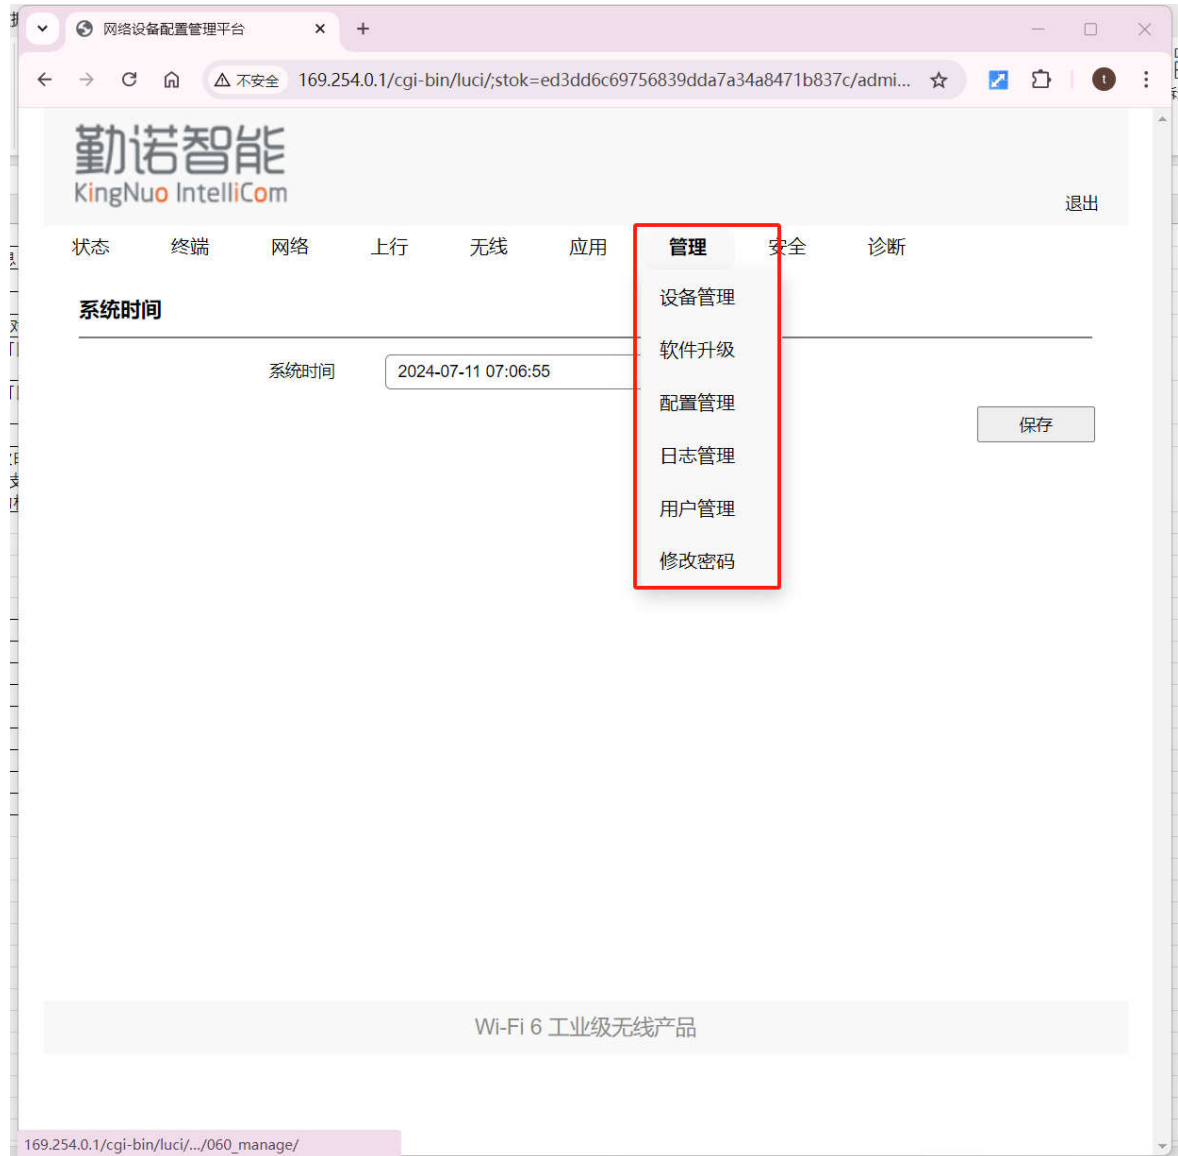 网络设备配置管理平台
不安全 169.254.0.1/cgi-bin/luci/;stok=ed3dd6c69756839dda7a34a8471b837c/admi...
t
勤诺智能
KingNuo IntelliCom
退出
状态 终端 网络 上行 无线 应用 管理 安全 诊断
设备管理
系统时间
软件升级
系统时间 2024-07-11 07:06:55
配置管理
保存
日志管理
用户管理
修改密码
Wi-Fi 6 工业级无线产品
169.254.0.1/cgi-bin/luci/.../060_manage/